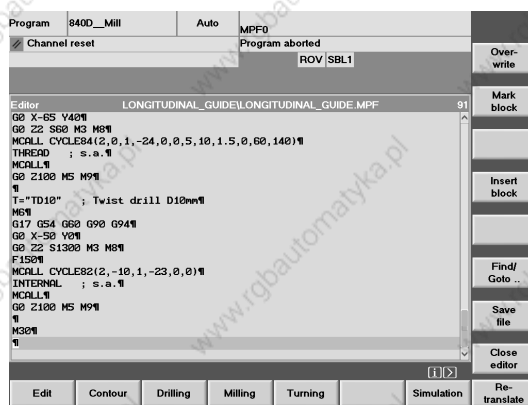 Program 840D__Mill Auto MPF0
Channel reset Program aborted
ROV SBL1
Editor LONGITUDINAL_GUIDE\LONGITUDINAL_GUIDE.MPF 91
G0 X-65 Y40¶
G0 Z2 S60 M3 M8¶
MCALL CYCLE84(2,0,1,-24,0,0,5,10,1.5,0,60,140)¶
THREAD ; s.a.¶
MCALL¶
G0 Z100 M5 M9¶
¶
T="TD10" ; Twist drill D10mm¶
M6¶
G17 G54 G60 G90 G94¶
G0 X-50 Y0¶
G0 Z2 S1300 M3 M8¶
F150¶
MCALL CYCLE82(2,-10,1,-23,0,0)¶
INTERNAL ; s.a.¶
MCALL¶
G0 Z100 M5 M9¶
¶
M30¶
¶
Over-
write
Mark
block
Insert
block
Find/
Goto ..
Save
file
Close
editor
Re-
translate
Edit Contour Drilling Milling Turning Simulation
www.rgbautomatyka.pl